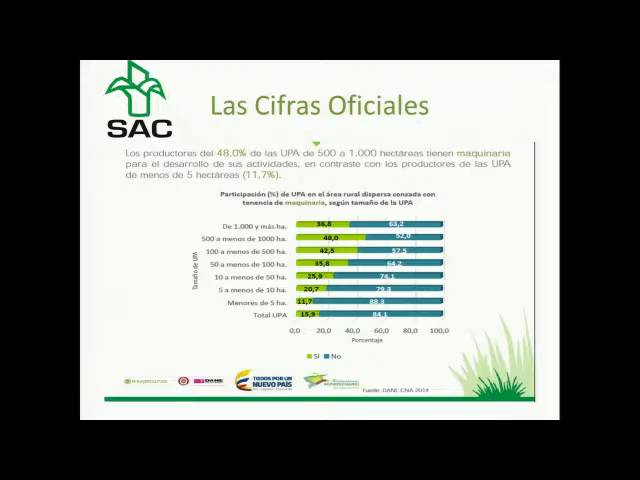 SAC
Las Cifras Oficiales
Los productores del 48,0% de las UPA de 500 a 1.000 hectáreas tienen maquinaria
para el desarrollo de sus actividades, en contraste con los productores de las UPA
de menos de 5 hectáreas (11,7%).
Participación (%) de UPA en el área rural dispersa censada con
tenencia de maquinaria, según tamaño de la UPA
Tamaño de UPA
De 1.000 y más ha. 36,8 63,2
500 a menos de 1000 ha. 48,0 52,0
100 a menos de 500 ha. 42,5 57,5
50 a menos de 100 ha. 35,8 64,2
10 a menos de 50 ha. 25,9 74,1
5 a menos de 10 ha. 20,7 79,3
Menores de 5 ha. 11,7 88,3
Total UPA 15,9 84,1
0,0 20,0 40,0 60,0 80,0 100,0
Porcentaje
Sí No
DANE
TODOS POR UN
NUEVO PAÍS
Fuente: DANE CNA 2014